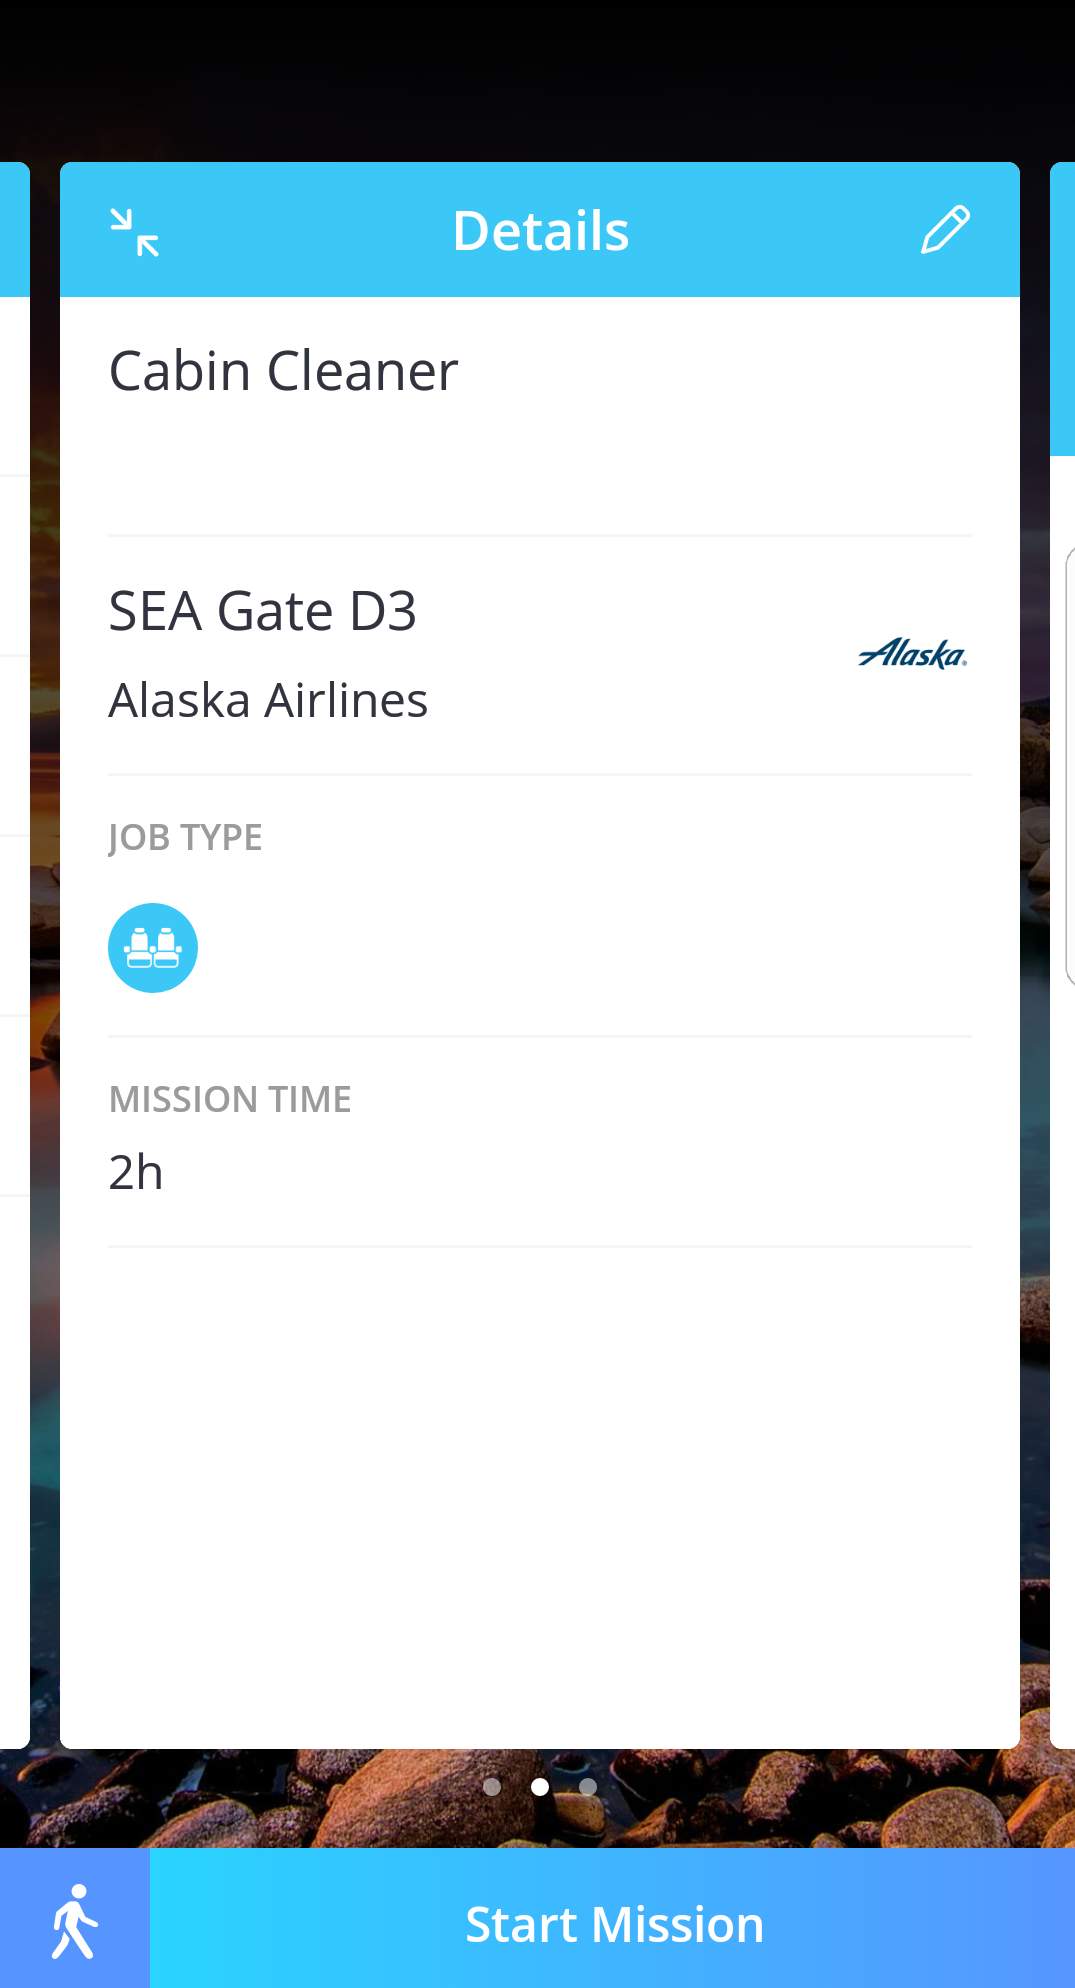 Details
Cabin Cleaner
SEA Gate D3
Alaska Airlines
Alaska
JOB TYPE
MISSION TIME
2h
Start Mission